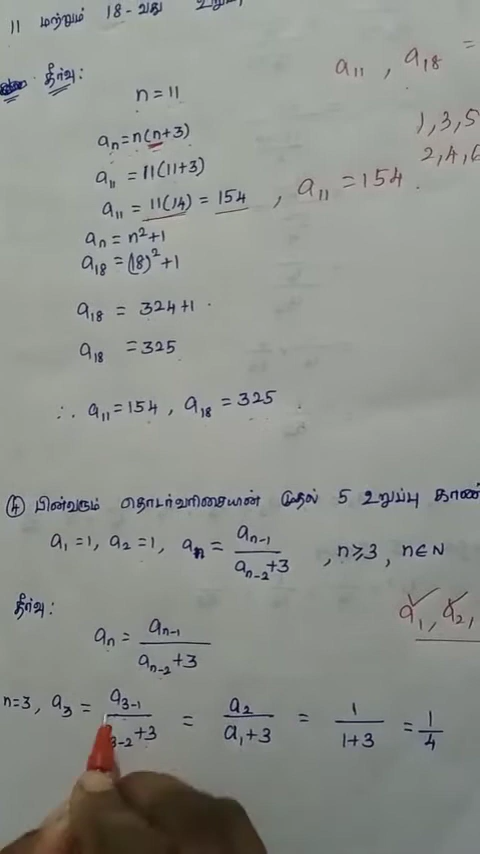 11 மற்றும் 18-வது
தீர்வு:
a₁₁ , a₁₈ =
n = 11
1, 3, 5
aₙ = n(n+3)
2, 4, 6
a₁₁ = 11(11+3)
a₁₁ = 11(14) = 154 , a₁₁ = 154 .
aₙ = n²+1
a₁₈ = (18)²+1
a₁₈ = 324+1
a₁₈ = 325
∴ a₁₁ = 154 , a₁₈ = 325
④ பின்வரும் தொடர்வரிசையின் முதல் 5 உறுப்பு காண்
a₁ = 1, a₂ = 1, aₙ = aₙ₋₁ / (aₙ₋₂+3) , n≥3, n∈N
தீர்வு:
a₁, a₂,
aₙ = aₙ₋₁ / (aₙ₋₂+3)
n=3, a₃ = a₃₋₁ / (₃₋₂+3) = a₂ / (a₁+3) = 1 / (1+3) = 1/4